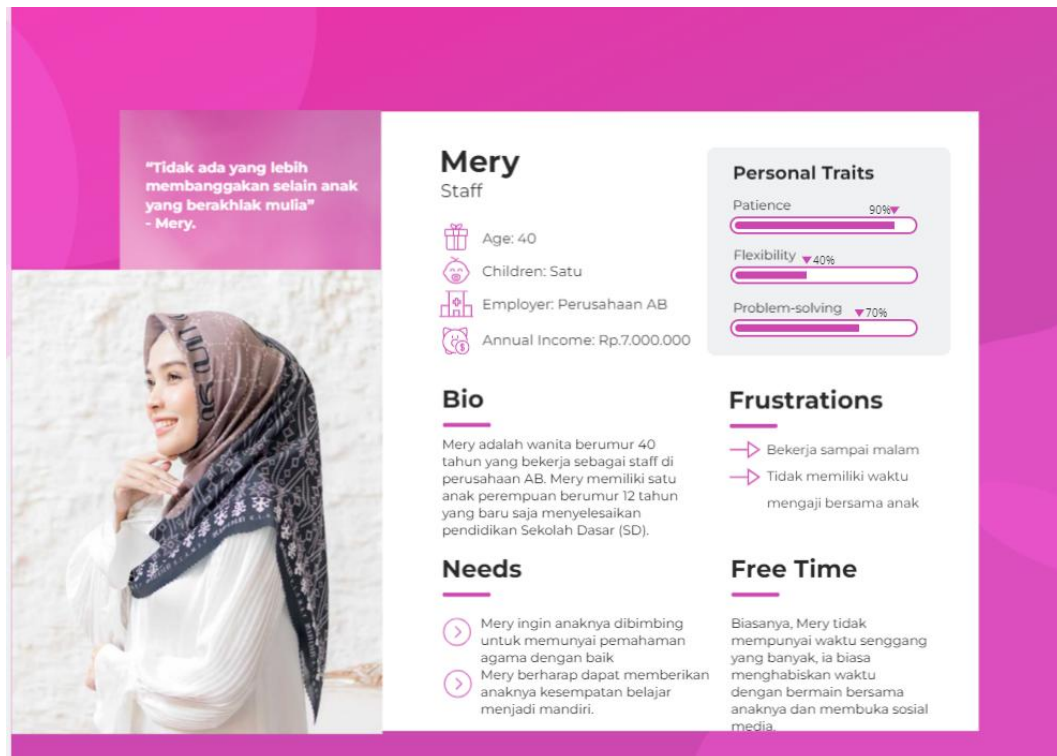 “Tidak ada yang lebih
membanggakan selain anak
yang berakhlak mulia”
- Mery.
Mery
Staff
Age: 40
Children: Satu
Employer: Perusahaan AB
Annual Income: Rp.7.000.000
Personal Traits
Patience
90%
Flexibility
40%
Problem-solving
70%
Bio
Mery adalah wanita berumur 40
tahun yang bekerja sebagai staff di
perusahaan AB. Mery memiliki satu
anak perempuan berumur 12 tahun
yang baru saja menyelesaikan
pendidikan Sekolah Dasar (SD).
Frustrations
Bekerja sampai malam
Tidak memiliki waktu
mengaji bersama anak
Needs
Mery ingin anaknya dibimbing
untuk memunyai pemahaman
agama dengan baik
Mery berharap dapat memberikan
anaknya kesempatan belajar
menjadi mandiri.
Free Time
Biasanya, Mery tidak
mempunyai waktu senggang
yang banyak, ia biasa
menghabiskan waktu
dengan bermain bersama
anaknya dan membuka sosial
media.